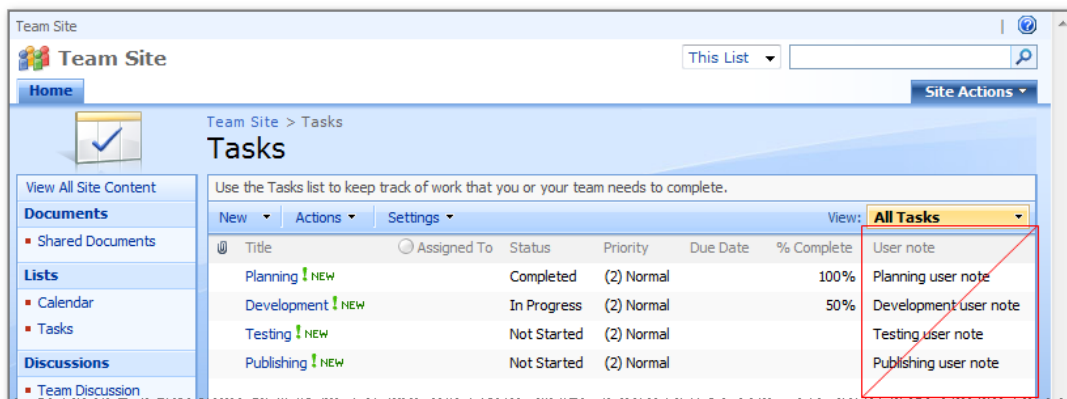 Team Site
|
Team Site
This List
Home
Site Actions
Team Site > Tasks
Tasks
View All Site Content
Use the Tasks list to keep track of work that you or your team needs to complete.
Documents
New Actions Settings View: All Tasks
Shared Documents
Title Assigned To Status Priority Due Date % Complete User note
Lists
Planning ! NEW Completed (2) Normal 100% Planning user note
Calendar
Development ! NEW In Progress (2) Normal 50% Development user note
Tasks
Testing ! NEW Not Started (2) Normal Testing user note
Discussions
Publishing ! NEW Not Started (2) Normal Publishing user note
Team Discussion